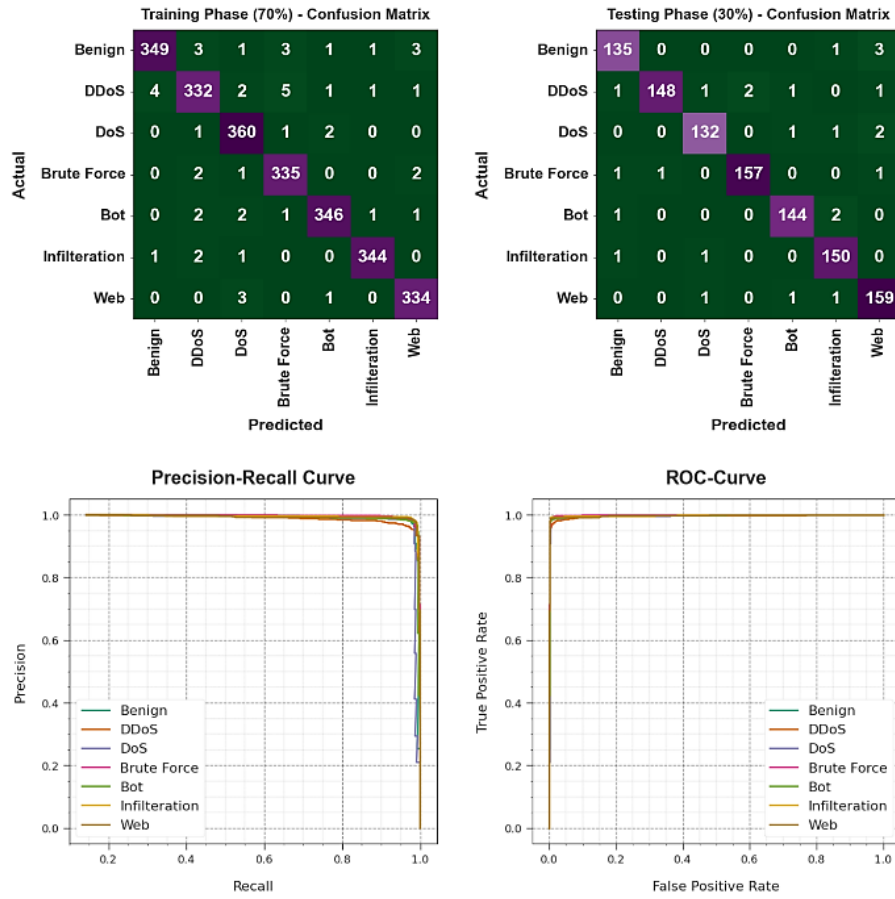 Training Phase (70%) - Confusion Matrix
Actual
Benign 349 3 1 3 1 1 3
DDoS 4 332 2 5 1 1 1
DoS 0 1 360 1 2 0 0
Brute Force 0 2 1 335 0 0 2
Bot 0 2 2 1 346 1 1
Infilteration 1 2 1 0 0 344 0
Web 0 0 3 0 1 0 334
Benign DDoS DoS Brute Force Bot Infilteration Web
Predicted
Testing Phase (30%) - Confusion Matrix
Actual
Benign 135 0 0 0 0 1 3
DDoS 1 148 1 2 1 0 1
DoS 0 0 132 0 1 1 2
Brute Force 1 1 0 157 0 0 1
Bot 1 0 0 0 144 2 0
Infilteration 1 0 1 0 0 150 0
Web 0 0 1 0 1 1 159
Benign DDoS DoS Brute Force Bot Infilteration Web
Predicted
Precision-Recall Curve
Precision
1.0
0.8
0.6
0.4
0.2
0.0
Benign
DDoS
DoS
Brute Force
Bot
Infilteration
Web
0.2 0.4 0.6 0.8 1.0
Recall
ROC-Curve
True Positive Rate
1.0
0.8
0.6
0.4
0.2
0.0
Benign
DDoS
DoS
Brute Force
Bot
Infilteration
Web
0.0 0.2 0.4 0.6 0.8 1.0
False Positive Rate